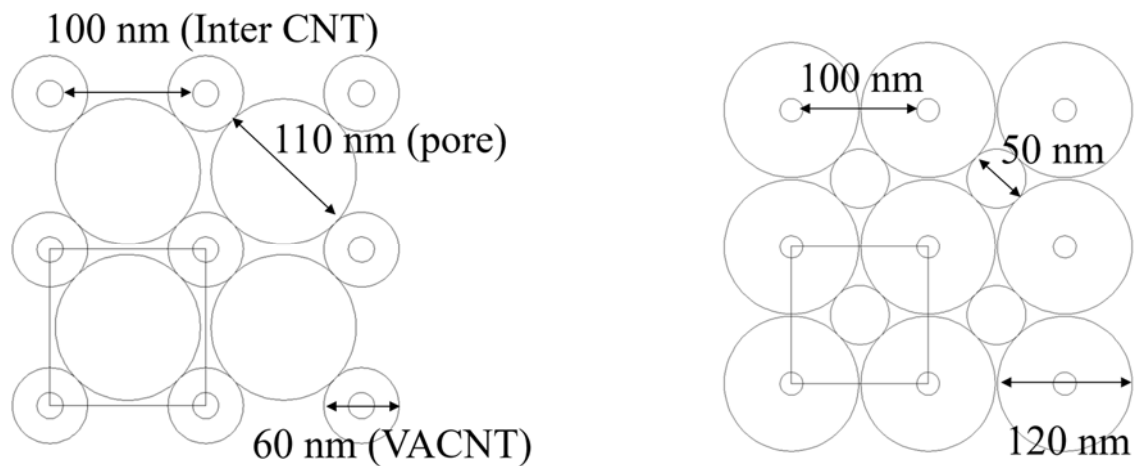 100 nm (Inter CNT)
110 nm (pore)
60 nm (VACNT)
100 nm
50 nm
120 nm